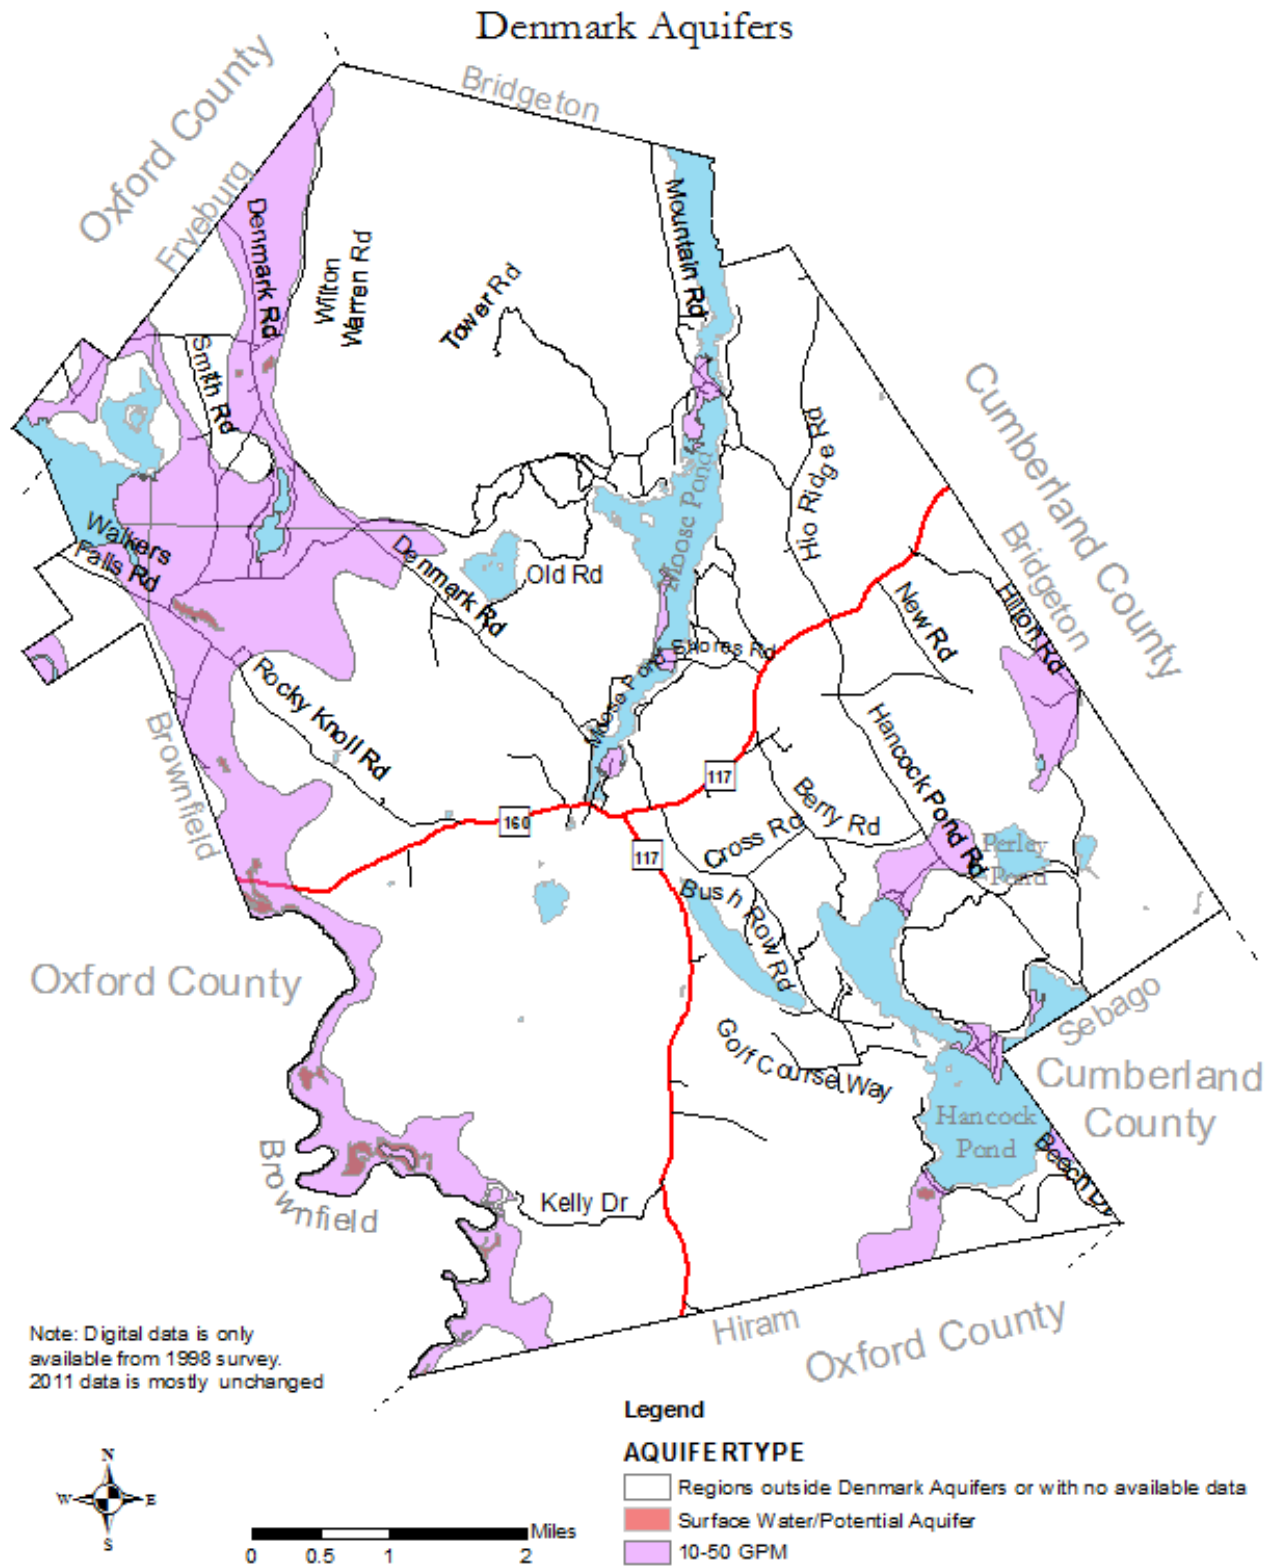 Denmark Aquifers
Bridgeton
Oxford County
Fryeburg
Denmark Rd
Wilton
Warren Rd
Mountain Rd
Tower Rd
Smith Rd
Hio Ridge Rd
Cumberland County
Bridgeton
Moose Pond
Walkers
Falls Rd
Denmark Rd
Old Rd
New Rd
Hilton Rd
Moose Pond Shores Rd
Rocky Knoll Rd
Brownfield
Hancock Pond Rd
117
Berry Rd
160
Cross Rd
117
Perley
Pond
Bush Row Rd
Oxford County
Sebago
Golf Course Way
Cumberland
County
Hancock
Pond
Beech Dr
Brownfield
Kelly Dr
Hiram
Oxford County
Note: Digital data is only
available from 1998 survey.
2011 data is mostly unchanged
Legend
AQUIFERTYPE
Regions outside Denmark Aquifers or with no available data
Surface Water/Potential Aquifer
10-50 GPM
N
W E
S
Miles
0 0.5 1 2